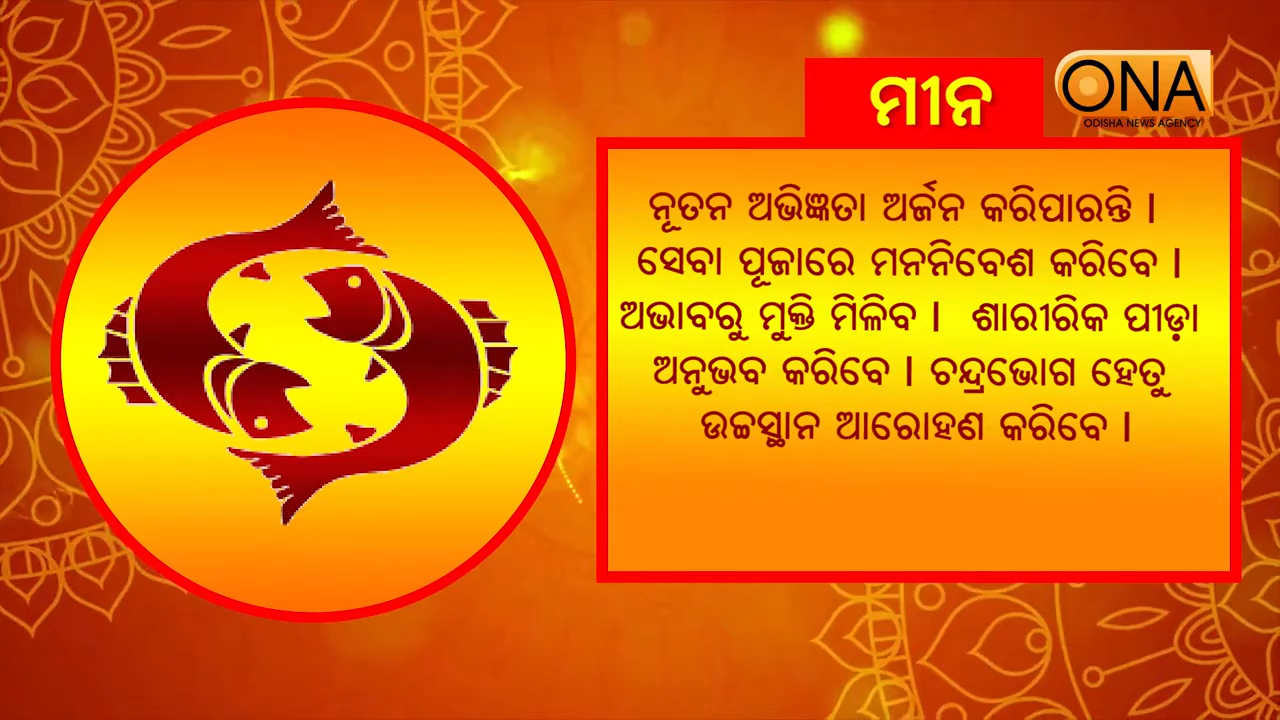 ମୀନ
ONA
ODISHA NEWS AGENCY
ନୂତନ ଅଭିଜ୍ଞତା ଅର୍ଜନ କରିପାରନ୍ତି ।
ସେବା ପୂଜାରେ ମନନିବେଶ କରିବେ ।
ଅଭାବରୁ ମୁକ୍ତି ମିଳିବ । ଶାରୀରିକ ପୀଡ଼ା
ଅନୁଭବ କରିବେ । ଚନ୍ଦ୍ରଭୋଗ ହେତୁ
ଉଚ୍ଚସ୍ଥାନ ଆରୋହଣ କରିବେ ।